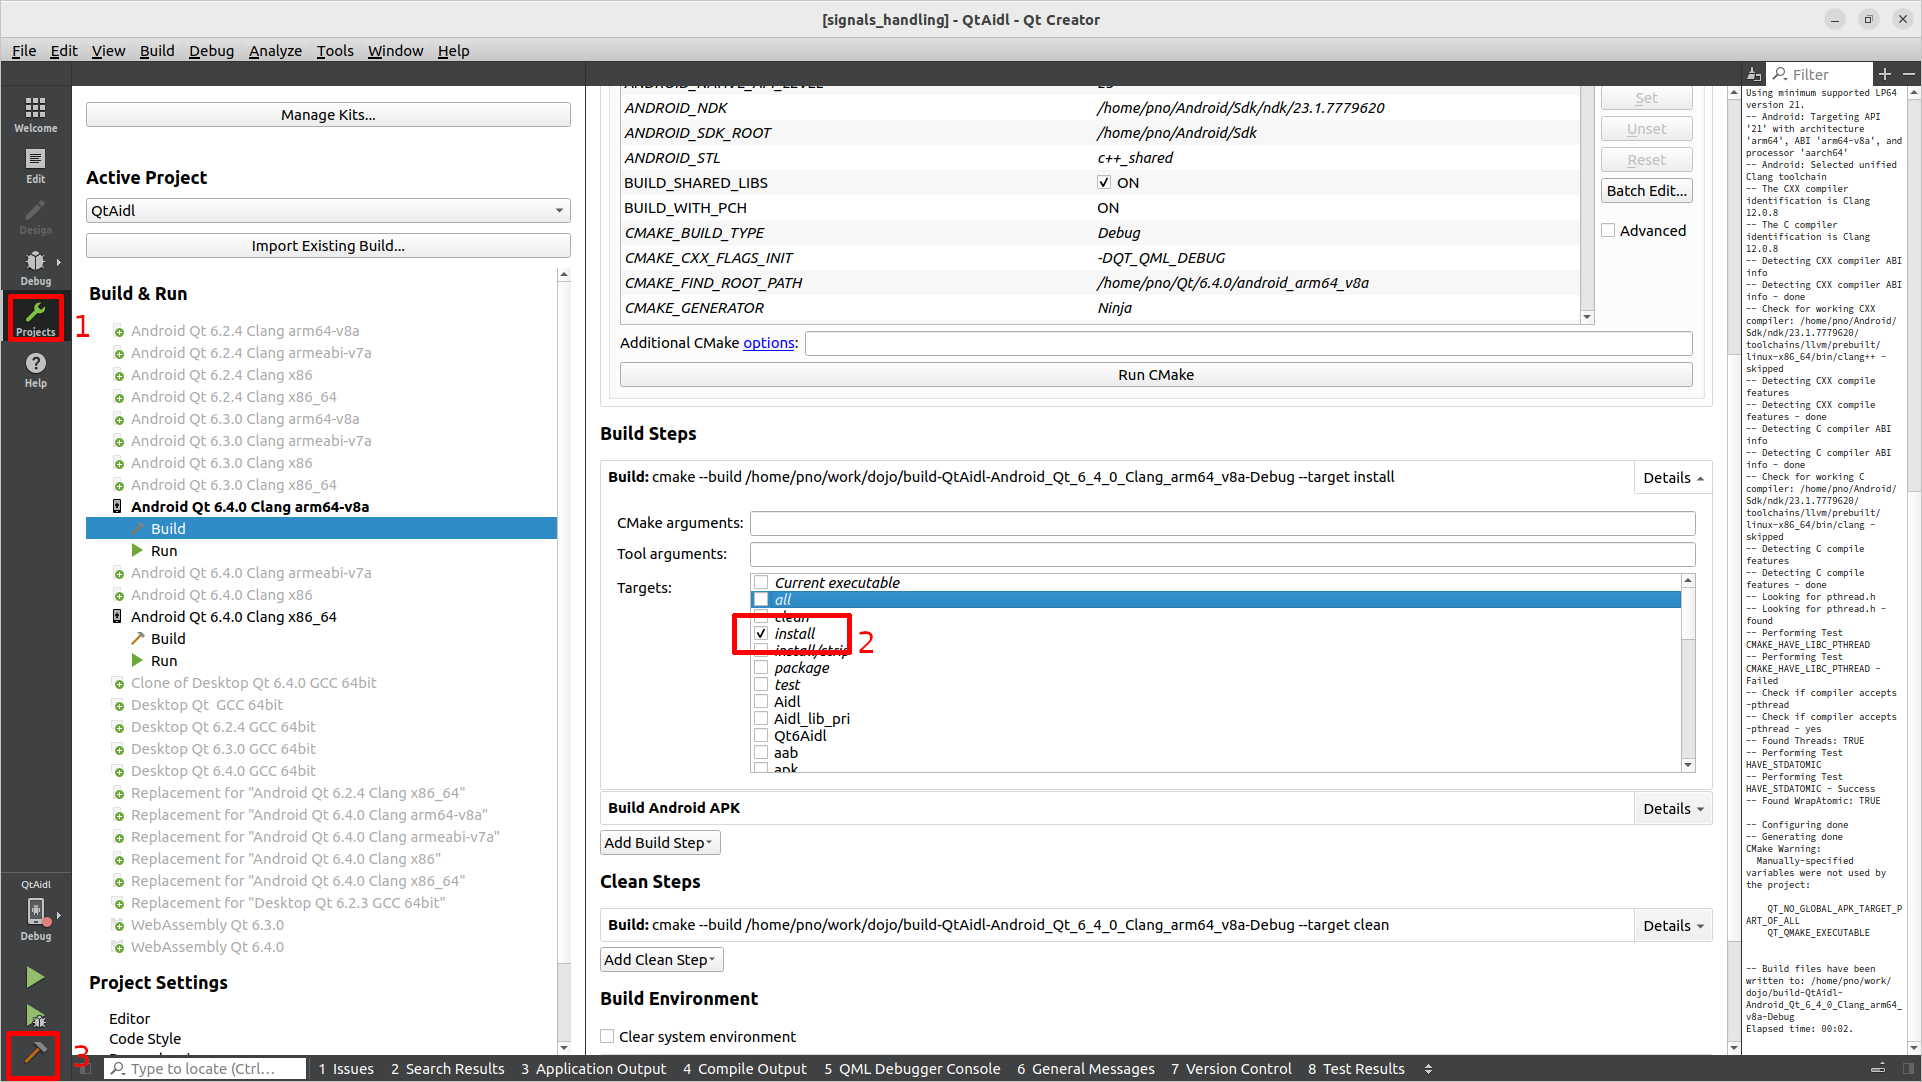 [signals_handling] - QtAidl - Qt Creator
File Edit View Build Debug Analyze Tools Window Help
Welcome
Edit
Design
Debug
Projects
1
Help
QtAidl
Debug
3
Manage Kits...
Active Project
QtAidl
Import Existing Build...
Build & Run
Android Qt 6.2.4 Clang arm64-v8a
Android Qt 6.2.4 Clang armeabi-v7a
Android Qt 6.2.4 Clang x86
Android Qt 6.2.4 Clang x86_64
Android Qt 6.3.0 Clang arm64-v8a
Android Qt 6.3.0 Clang armeabi-v7a
Android Qt 6.3.0 Clang x86
Android Qt 6.3.0 Clang x86_64
Android Qt 6.4.0 Clang arm64-v8a
Build
Run
Android Qt 6.4.0 Clang armeabi-v7a
Android Qt 6.4.0 Clang x86
Android Qt 6.4.0 Clang x86_64
Build
Run
Clone of Desktop Qt 6.4.0 GCC 64bit
Desktop Qt  GCC 64bit
Desktop Qt 6.2.4 GCC 64bit
Desktop Qt 6.3.0 GCC 64bit
Desktop Qt 6.4.0 GCC 64bit
Replacement for "Android Qt 6.2.4 Clang x86_64"
Replacement for "Android Qt 6.4.0 Clang arm64-v8a"
Replacement for "Android Qt 6.4.0 Clang armeabi-v7a"
Replacement for "Android Qt 6.4.0 Clang x86"
Replacement for "Android Qt 6.4.0 Clang x86_64"
Replacement for "Desktop Qt 6.2.3 GCC 64bit"
WebAssembly Qt 6.3.0
WebAssembly Qt 6.4.0
Project Settings
Editor
Code Style
ANDROID_NATIVE_API_LEVEL 23
ANDROID_NDK /home/pno/Android/Sdk/ndk/23.1.7779620
ANDROID_SDK_ROOT /home/pno/Android/Sdk
ANDROID_STL c++_shared
BUILD_SHARED_LIBS ON
BUILD_WITH_PCH ON
CMAKE_BUILD_TYPE Debug
CMAKE_CXX_FLAGS_INIT -DQT_QML_DEBUG
CMAKE_FIND_ROOT_PATH /home/pno/Qt/6.4.0/android_arm64_v8a
CMAKE_GENERATOR Ninja
Set
Unset
Reset
Batch Edit...
Advanced
Additional CMake options:
Run CMake
Build Steps
Build: cmake --build /home/pno/work/dojo/build-QtAidl-Android_Qt_6_4_0_Clang_arm64_v8a-Debug --target install
Details
CMake arguments:
Tool arguments:
Targets:
Current executable
all
clean
install
2
install/strip
package
test
Aidl
Aidl_lib_pri
Qt6Aidl
aab
apk
Build Android APK
Details
Add Build Step
Clean Steps
Build: cmake --build /home/pno/work/dojo/build-QtAidl-Android_Qt_6_4_0_Clang_arm64_v8a-Debug --target clean
Details
Add Clean Step
Build Environment
Clear system environment
Filter
Using minimum supported LP64
version 21.
-- Android: Targeting API
'21' with architecture
'arm64', ABI 'arm64-v8a', and
processor 'aarch64'
-- Android: Selected unified
Clang toolchain
-- The CXX compiler
identification is Clang
12.0.8
-- The C compiler
identification is Clang
12.0.8
-- Detecting CXX compiler ABI
info
-- Detecting CXX compiler ABI
info - done
-- Check for working CXX
compiler: /home/pno/Android/
Sdk/ndk/23.1.7779620/
toolchains/llvm/prebuilt/
linux-x86_64/bin/clang++ -
skipped
-- Detecting CXX compile
features
-- Detecting CXX compile
features - done
-- Detecting C compiler ABI
info
-- Detecting C compiler ABI
info - done
-- Check for working C
compiler: /home/pno/Android/
Sdk/ndk/23.1.7779620/
toolchains/llvm/prebuilt/
linux-x86_64/bin/clang -
skipped
-- Detecting C compile
features
-- Detecting C compile
features - done
-- Looking for pthread.h
-- Looking for pthread.h -
found
-- Performing Test
CMAKE_HAVE_LIBC_PTHREAD
-- Performing Test
CMAKE_HAVE_LIBC_PTHREAD -
Failed
-- Check if compiler accepts
-pthread
-- Check if compiler accepts
-pthread - yes
-- Found Threads: TRUE
-- Performing Test
HAVE_STDATOMIC
-- Performing Test
HAVE_STDATOMIC - Success
-- Found WrapAtomic: TRUE
-- Configuring done
-- Generating done
CMake Warning:
Manually-specified
variables were not used by
the project:
QT_NO_GLOBAL_APK_TARGET_P
ART_OF_ALL
QT_QMAKE_EXECUTABLE
-- Build files have been
written to: /home/pno/work/
dojo/build-QtAidl-
Android_Qt_6_4_0_Clang_arm64_
v8a-Debug
Elapsed time: 00:02.
Type to locate (Ctrl... 1 Issues 2 Search Results 3 Application Output 4 Compile Output 5 QML Debugger Console 6 General Messages 7 Version Control 8 Test Results